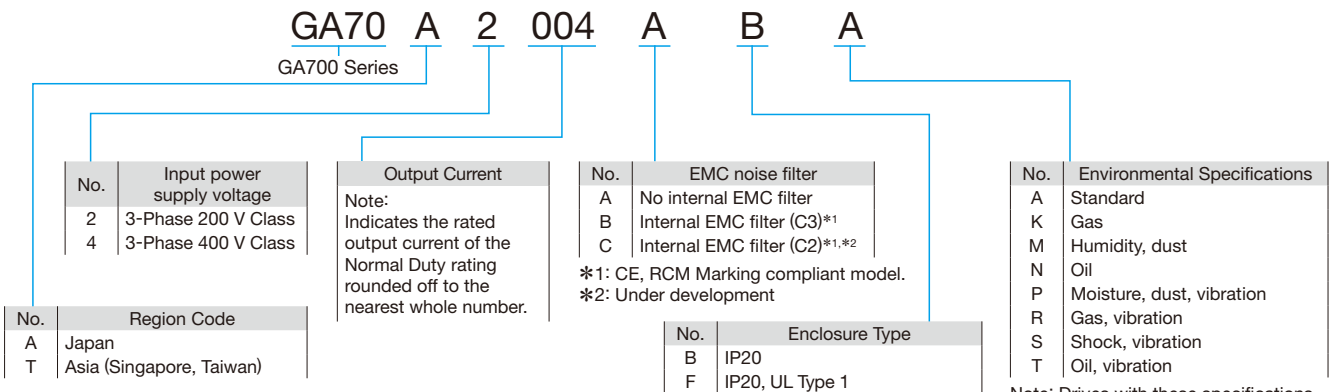 GA70 A 2 004 A B A
GA700 Series
No. Input power supply voltage
2 3-Phase 200 V Class
4 3-Phase 400 V Class
Output Current
Note:
Indicates the rated
output current of the
Normal Duty rating
rounded off to the
nearest whole number.
No. EMC noise filter
A No internal EMC filter
B Internal EMC filter (C3)*1
C Internal EMC filter (C2)*1,*2
*1: CE, RCM Marking compliant model.
*2: Under development
No. Environmental Specifications
A Standard
K Gas
M Humidity, dust
N Oil
P Moisture, dust, vibration
R Gas, vibration
S Shock, vibration
T Oil, vibration
Note: Drives with these specifications
No. Region Code
A Japan
T Asia (Singapore, Taiwan)
No. Enclosure Type
B IP20
F IP20, UL Type 1